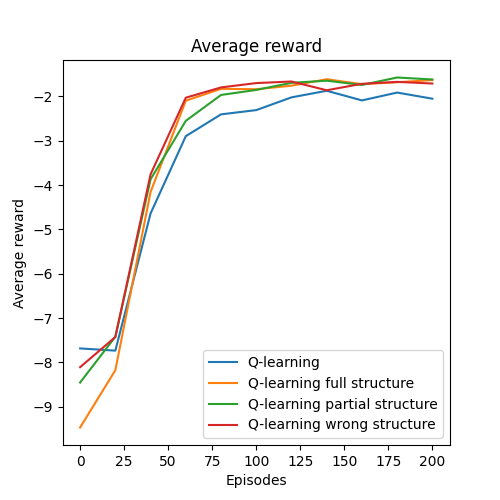 Average reward
Average reward
−2
−3
−4
−5
−6
−7
−8
−9
Q-learning
Q-learning full structure
Q-learning partial structure
Q-learning wrong structure
0 25 50 75 100 125 150 175 200
Episodes